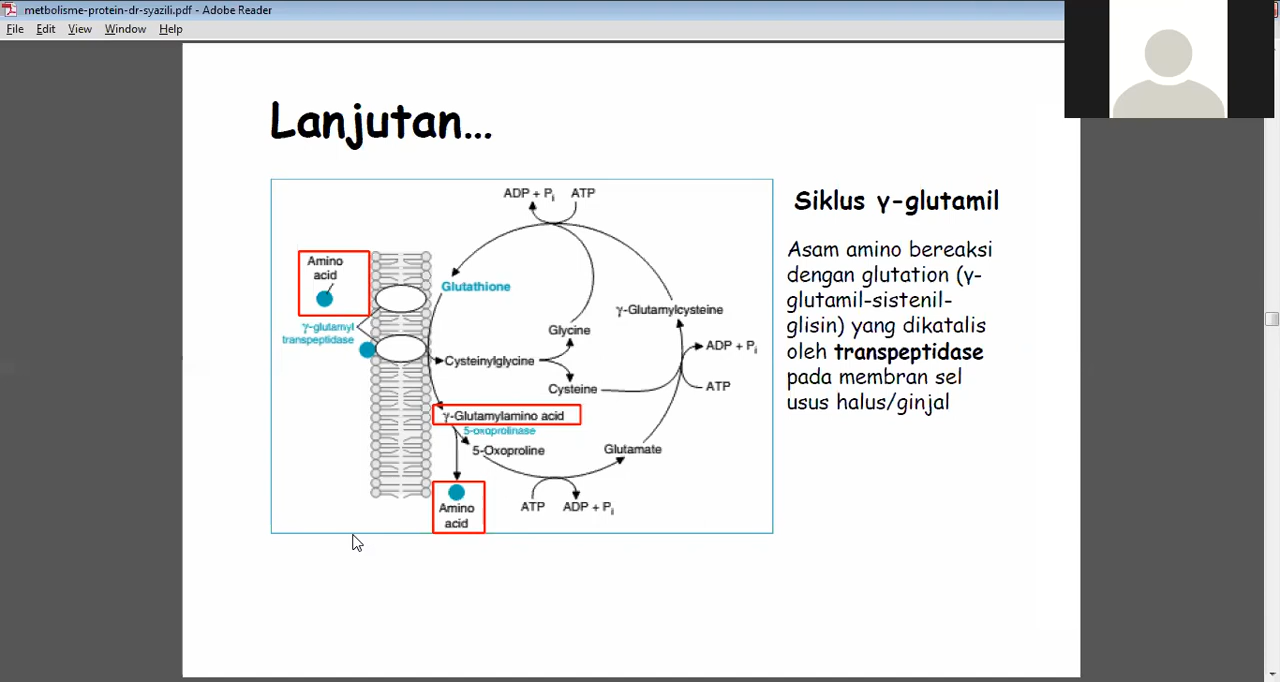 metbolisme-protein-dr-syazili.pdf - Adobe Reader
File Edit View Window Help
Lanjutan...
ADP + Pi ATP
Amino
acid
Glutathione
γ-glutamyl
transpeptidase
γ-Glutamylcysteine
Glycine
ADP + Pi
Cysteinylglycine
Cysteine
ATP
γ-Glutamylamino acid
5-oxoprolinase
5-Oxoproline
Glutamate
Amino
acid
ATP ADP + Pi
Siklus γ-glutamil
Asam amino bereaksi
dengan glutation (γ-
glutamil-sistenil-
glisin) yang dikatalis
oleh transpeptidase
pada membran sel
usus halus/ginjal